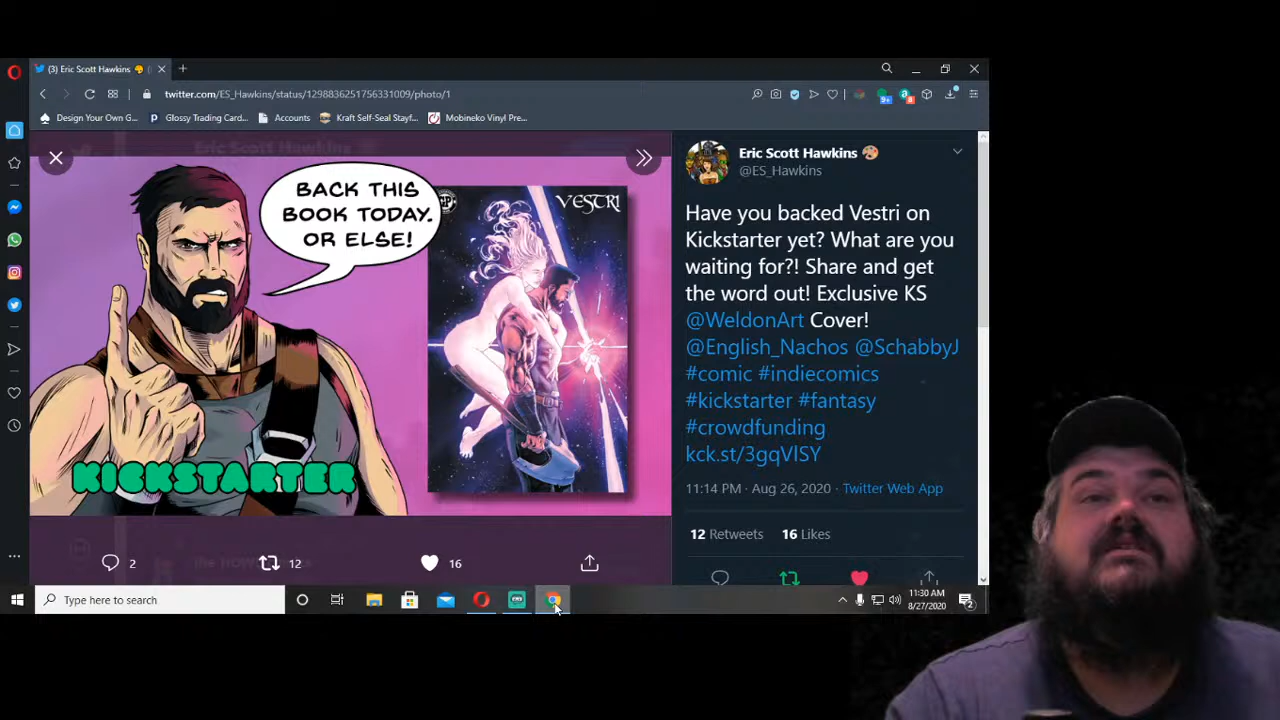 (3) Eric Scott Hawkins
twitter.com/ES_Hawkins/status/1298836251756331009/photo/1
Design Your Own G...
Glossy Trading Card...
Accounts
Kraft Self-Seal Stayf...
Mobineko Vinyl Pre...
BACK THIS
BOOK TODAY.
OR ELSE!
VESTRI
KICKSTARTER
2
12
16
Eric Scott Hawkins
@ES_Hawkins
Have you backed Vestri on
Kickstarter yet? What are you
waiting for?! Share and get
the word out! Exclusive KS
@WeldonArt Cover!
@English_Nachos @SchabbyJ
#comic #indiecomics
#kickstarter #fantasy
#crowdfunding
kck.st/3gqVISY
11:14 PM · Aug 26, 2020 · Twitter Web App
12 Retweets 16 Likes
Type here to search
11:30 AM
8/27/2020
2